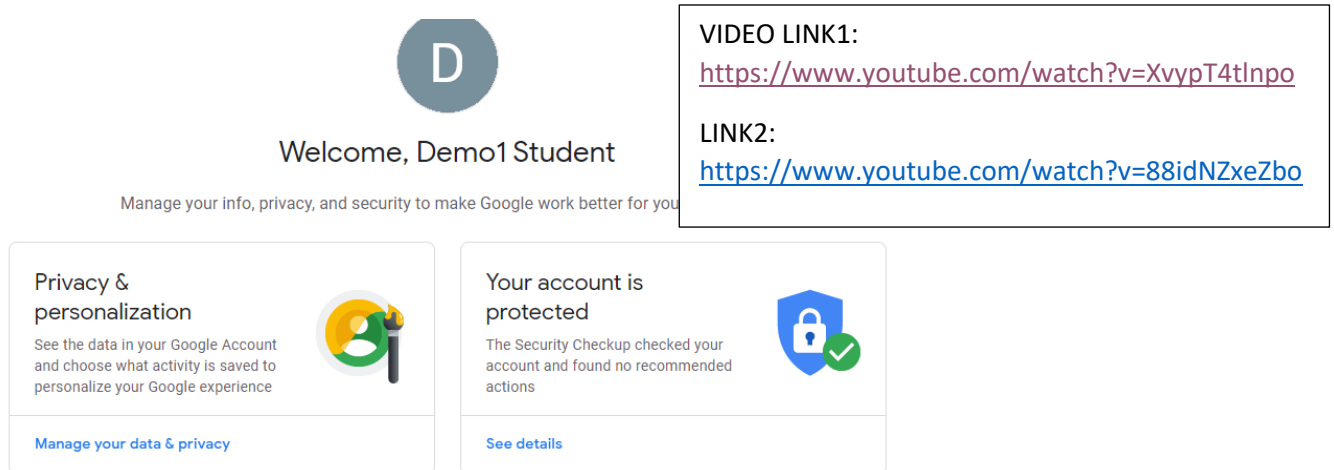 D
VIDEO LINK1:
https://www.youtube.com/watch?v=XvypT4tlnpo
LINK2:
https://www.youtube.com/watch?v=88idNZxeZbo
Welcome, Demo1 Student
Manage your info, privacy, and security to make Google work better for you
Privacy &
personalization
See the data in your Google Account
and choose what activity is saved to
personalize your Google experience
Manage your data & privacy
Your account is
protected
The Security Checkup checked your
account and found no recommended
actions
See details